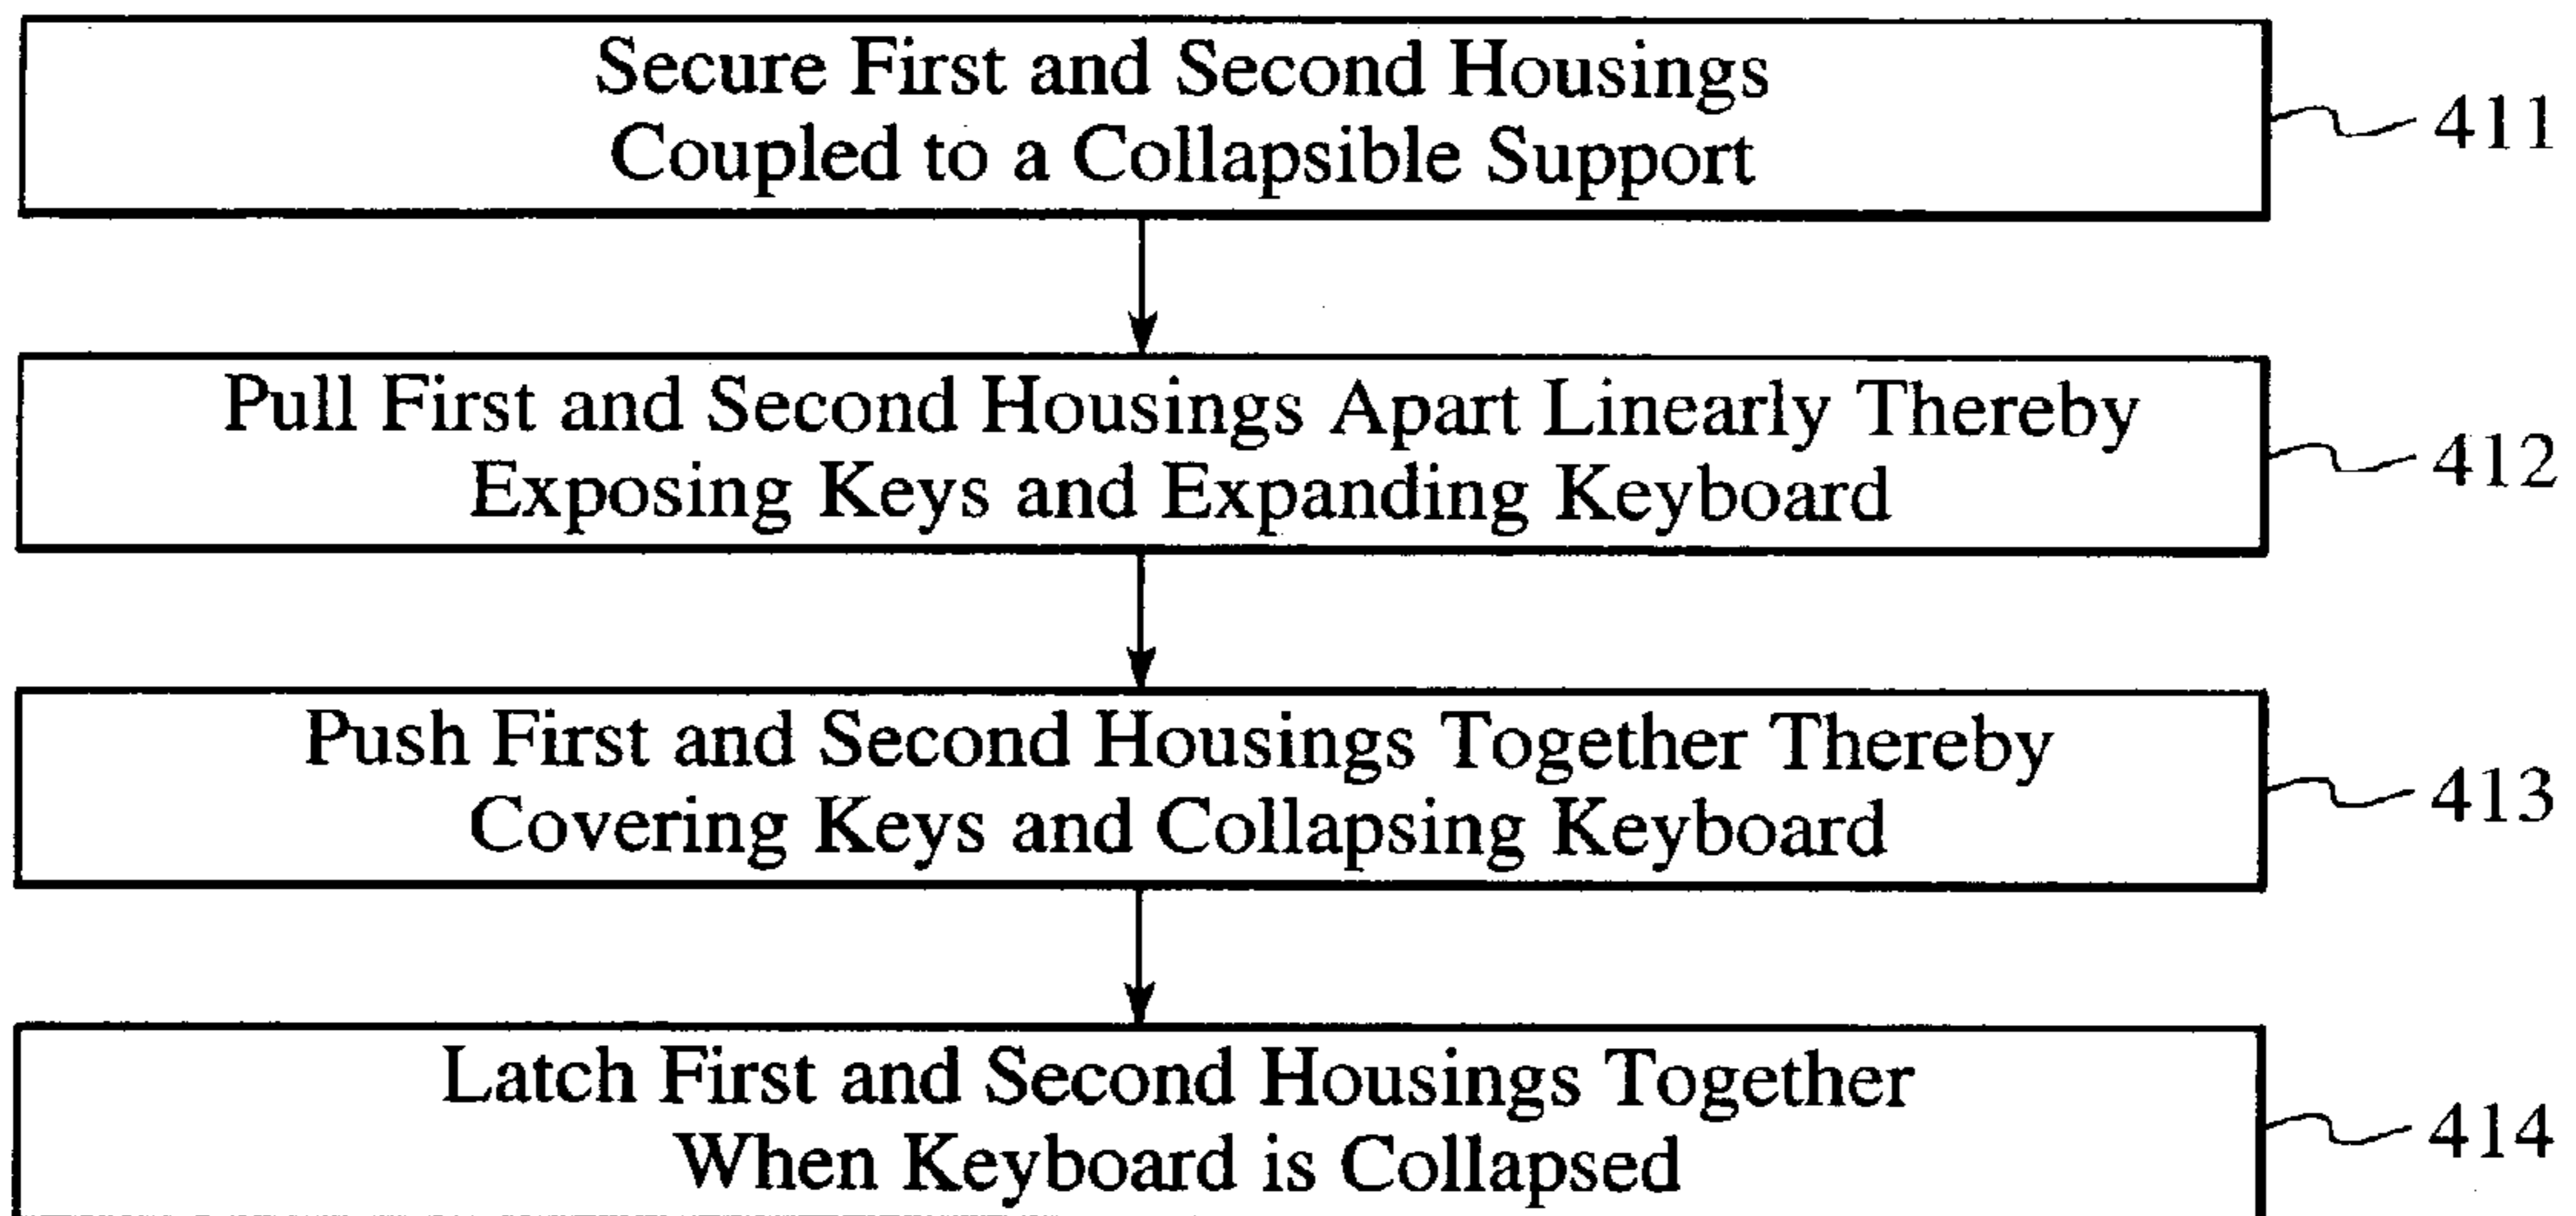 Secure First and Second Housings
Coupled to a Collapsible Support
411
Pull First and Second Housings Apart Linearly Thereby
Exposing Keys and Expanding Keyboard
412
Push First and Second Housings Together Thereby
Covering Keys and Collapsing Keyboard
413
Latch First and Second Housings Together
When Keyboard is Collapsed
414